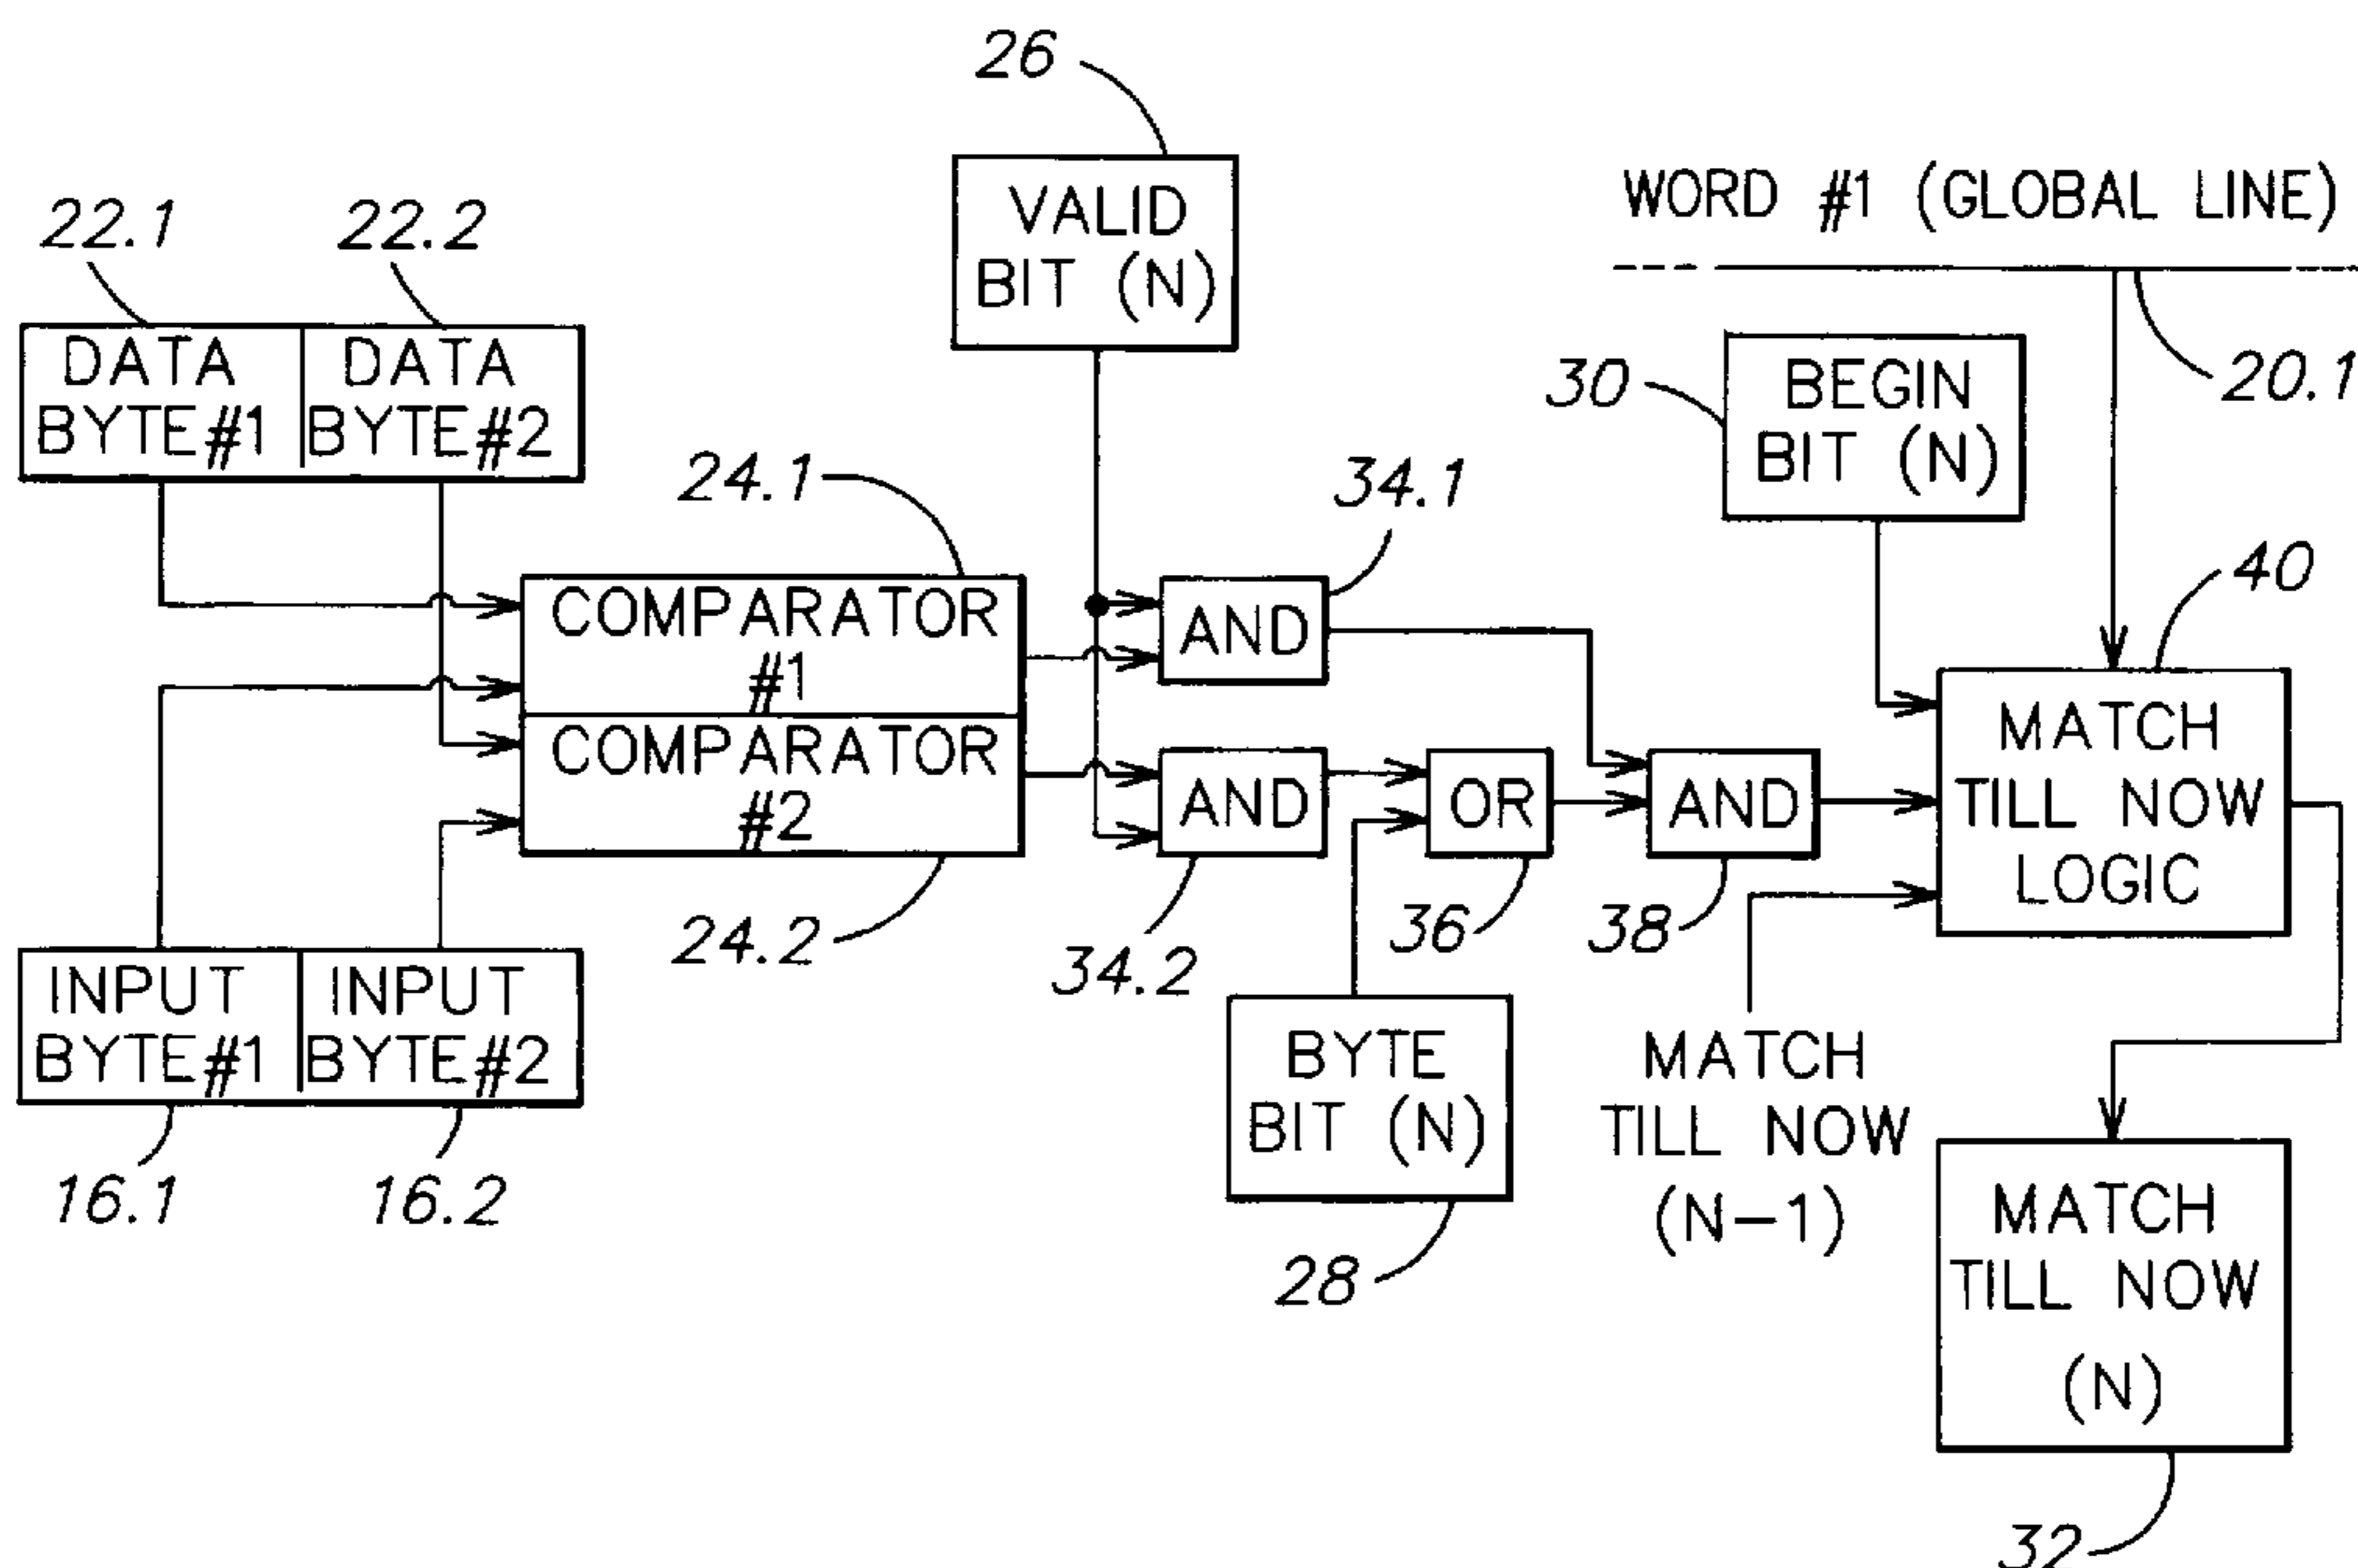 26
VALID
BIT (N)
WORD #1 (GLOBAL LINE)
20.1
22.1
22.2
DATA
BYTE#1
DATA
BYTE#2
30
BEGIN
BIT (N)
24.1
34.1
40
COMPARATOR
#1
COMPARATOR
#2
24.2
AND
34.2
AND
OR
36
AND
38
MATCH
TILL NOW
LOGIC
INPUT
BYTE#1
INPUT
BYTE#2
16.1
16.2
BYTE
BIT (N)
28
MATCH
TILL NOW
(N-1)
MATCH
TILL NOW
(N)
32